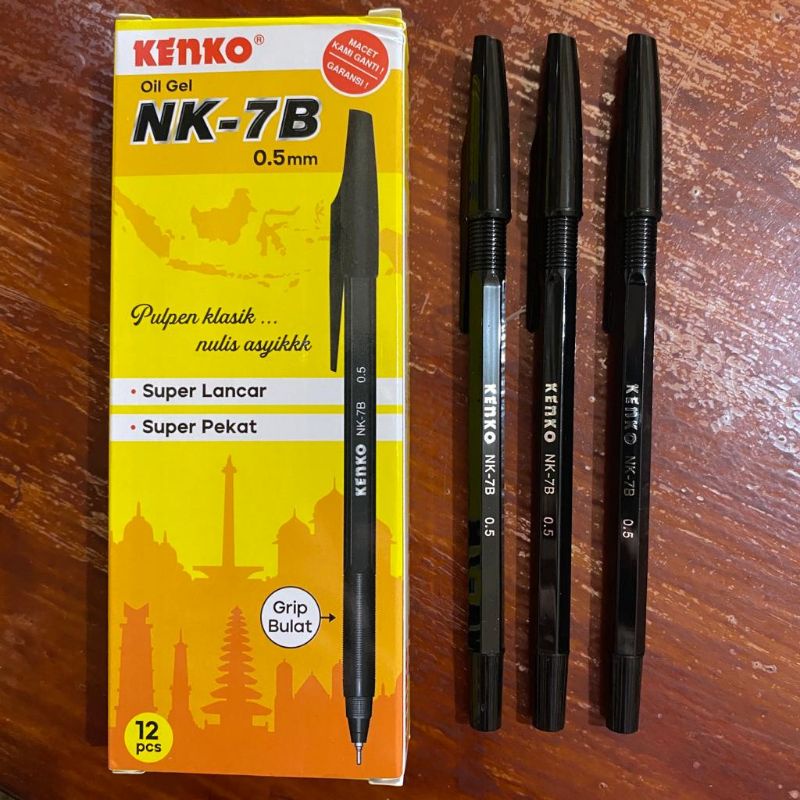 KENKO®
MACET
KAMI GANTI !
GARANSI !
Oil Gel
NK-7B
0.5mm
Pulpen klasik ...
nulis asyikkk
• Super Lancar
• Super Pekat
KENKO NK-7B 0.5
Grip
Bulat
12
pcs
KENKO NK-7B 0.5
KENKO NK-7B 0.5
KENKO NK-7B 0.5